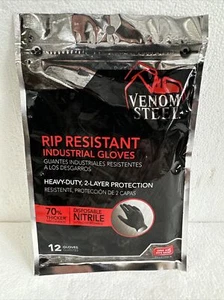 VENOM
STEEL
RIP RESISTANT
INDUSTRIAL GLOVES
GUANTES INDUSTRIALES RESISTENTES
A LOS DESGARROS
HEAVY-DUTY, 2-LAYER PROTECTION
RESISTENTE, PROTECCIÓN DE 2 CAPAS
70%
THICKER
DISPOSABLE
NITRILE
12 GLOVES